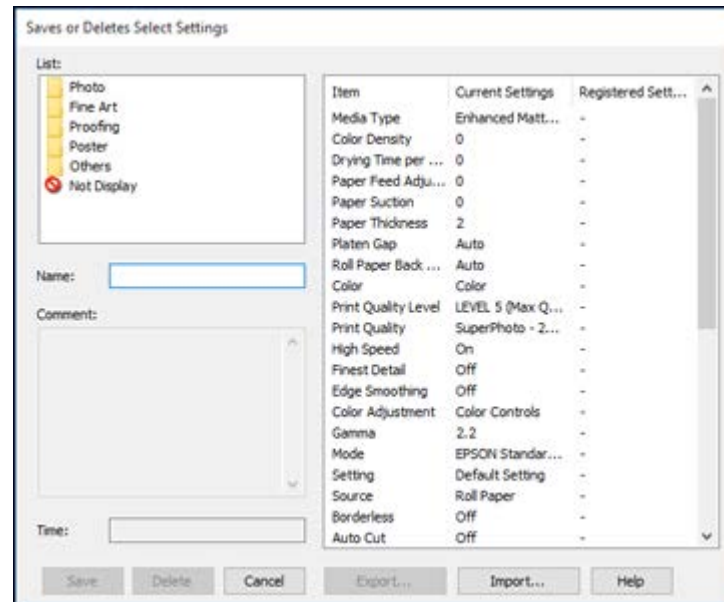 Saves or Deletes Select Settings
List:
Photo
Fine Art
Proofing
Poster
Others
Not Display
Name:
Comment:
Time:
Item Current Settings Registered Sett...
Media Type Enhanced Matt... -
Color Density 0 -
Drying Time per ... 0 -
Paper Feed Adju... 0 -
Paper Suction 0 -
Paper Thickness 2 -
Platen Gap Auto -
Roll Paper Back ... Auto -
Color Color -
Print Quality Level LEVEL 5 (Max Q... -
Print Quality SuperPhoto - 2... -
High Speed On -
Finest Detail Off -
Edge Smoothing Off -
Color Adjustment Color Controls -
Gamma 2.2 -
Mode EPSON Standar... -
Setting Default Setting -
Source Roll Paper -
Borderless Off -
Auto Cut Off -
Save Delete Cancel Export... Import... Help